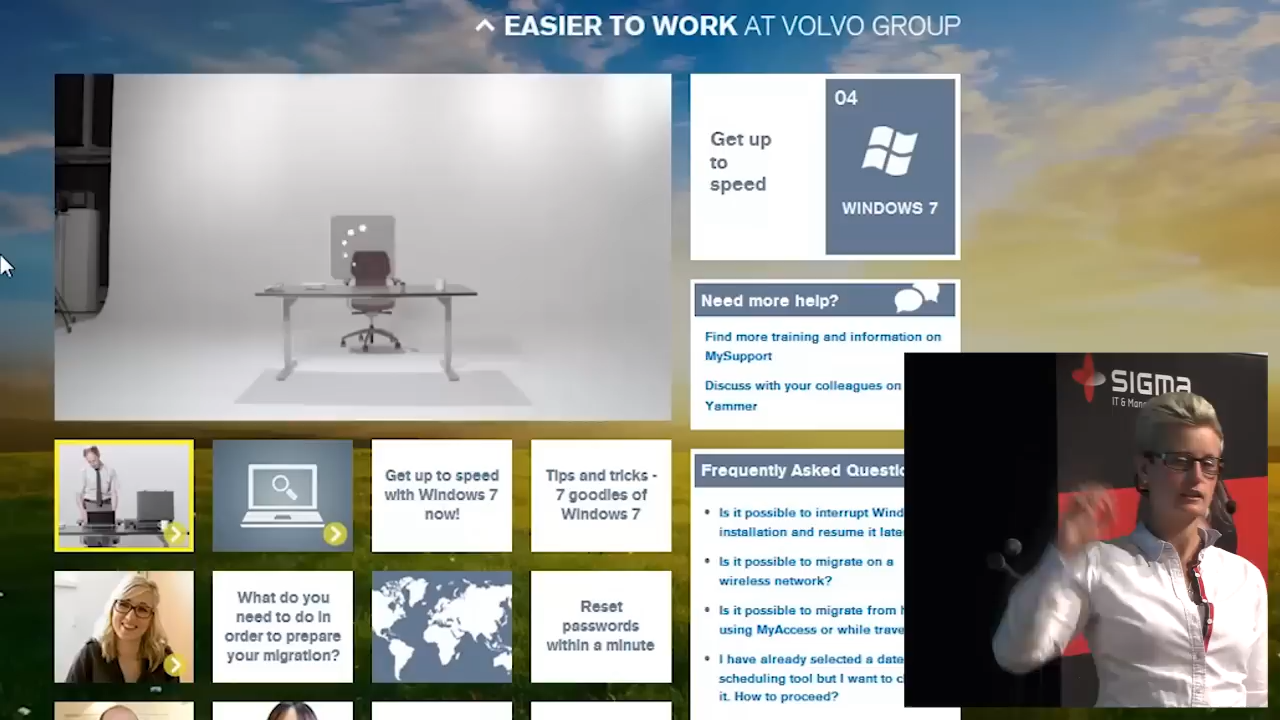 EASIER TO WORK AT VOLVO GROUP
04
Get up
to
speed
WINDOWS 7
Need more help?
Find more training and information on
MySupport
Discuss with your colleagues on
Yammer
SIGMA
IT &
Get up to speed
with Windows 7
now!
Tips and tricks -
7 goodies of
Windows 7
Frequently Asked
Is it possible to interrupt
installation and resume it
Is it possible to migrate on a
wireless network?
Is it possible to migrate from
using MyAccess or while
I have already selected a date
scheduling tool but I want to
it. How to proceed?
What do you
need to do in
order to prepare
your migration?
Reset
passwords
within a minute